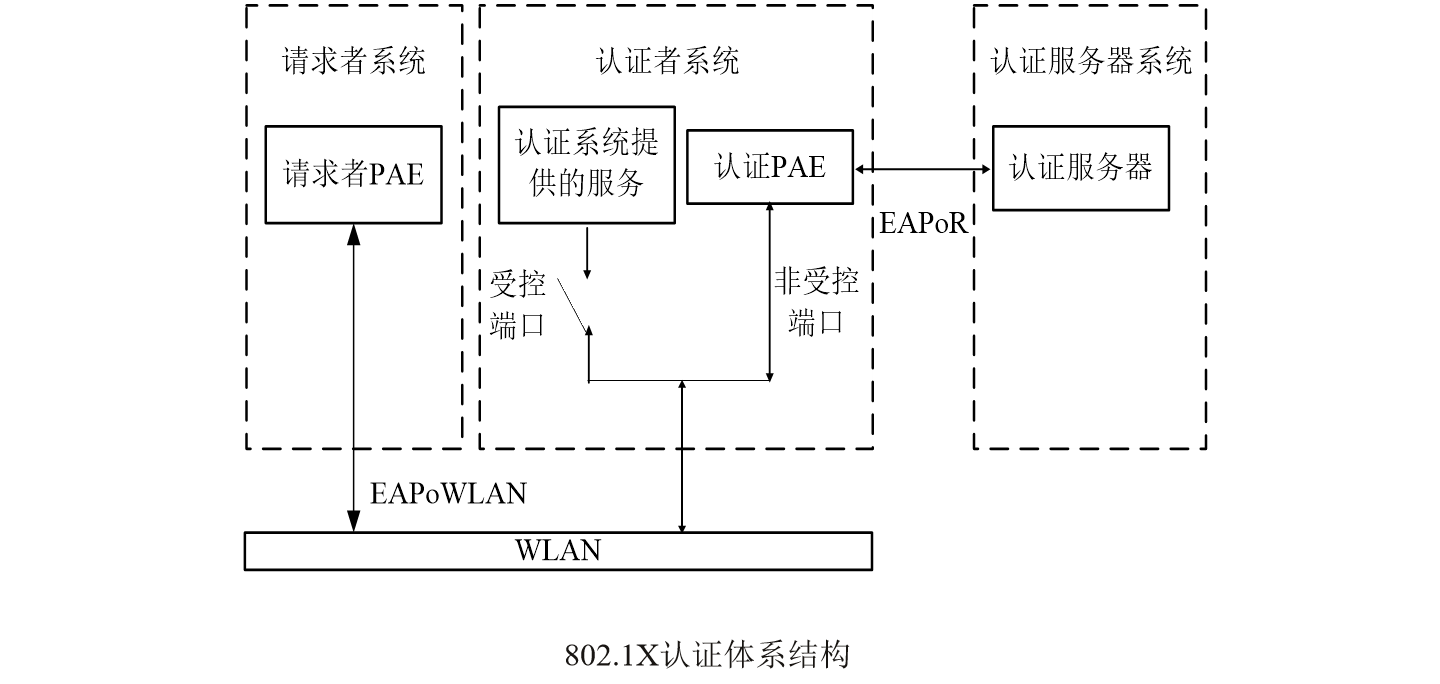 请求者系统
认证者系统
认证服务器系统
请求者PAE
认证系统提
供的服务
认证PAE
认证服务器
EAPoR
受控
端口
非受控
端口
EAPoWLAN
WLAN
802.1X认证体系结构